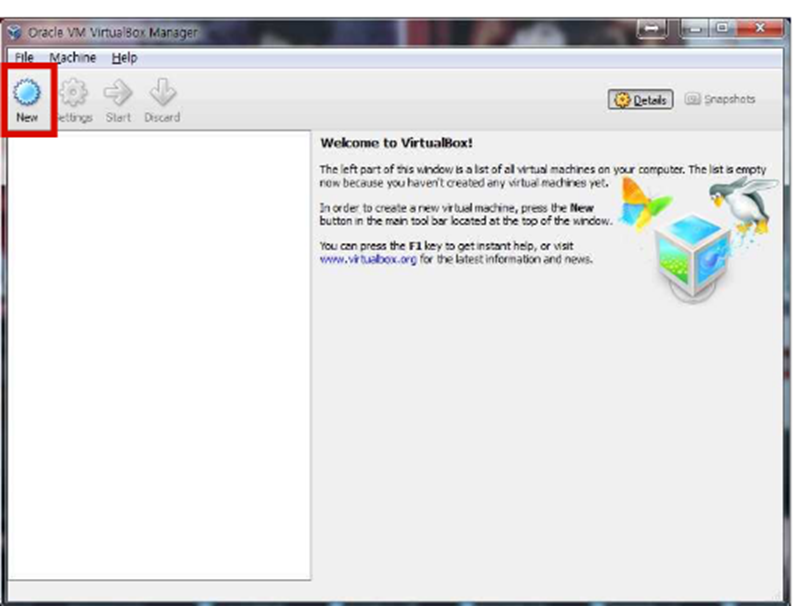 Oracle VM VirtualBox Manager
File Machine Help
New Settings Start Discard
Details Snapshots
Welcome to VirtualBox!
The left part of this window is a list of all virtual machines on your computer. The list is empty
now because you haven't created any virtual machines yet.
In order to create a new virtual machine, press the New
button in the main tool bar located at the top of the window.
You can press the F1 key to get instant help, or visit
www.virtualbox.org for the latest information and news.